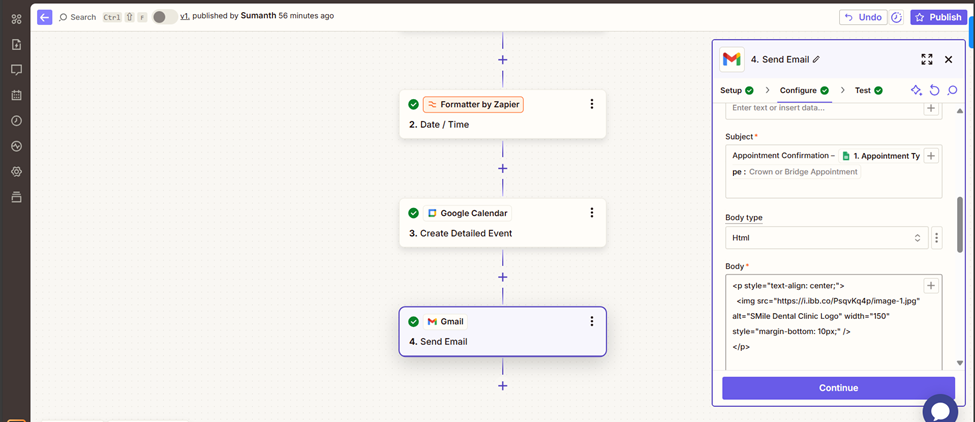 Search Ctrl ⇧ F
v1, published by Sumanth 56 minutes ago
Undo
Publish
Formatter by Zapier
2. Date / Time
Google Calendar
3. Create Detailed Event
Gmail
4. Send Email
4. Send Email
Setup
Configure
Test
Enter text or insert data...
Subject*
Appointment Confirmation – 1. Appointment Ty
pe : Crown or Bridge Appointment
Body type
Html
Body*
<p style="text-align: center;">
<img src="https://i.ibb.co/PsqvKq4p/image-1.jpg"
alt="SMile Dental Clinic Logo" width="150"
style="margin-bottom: 10px;" />
</p>
Continue